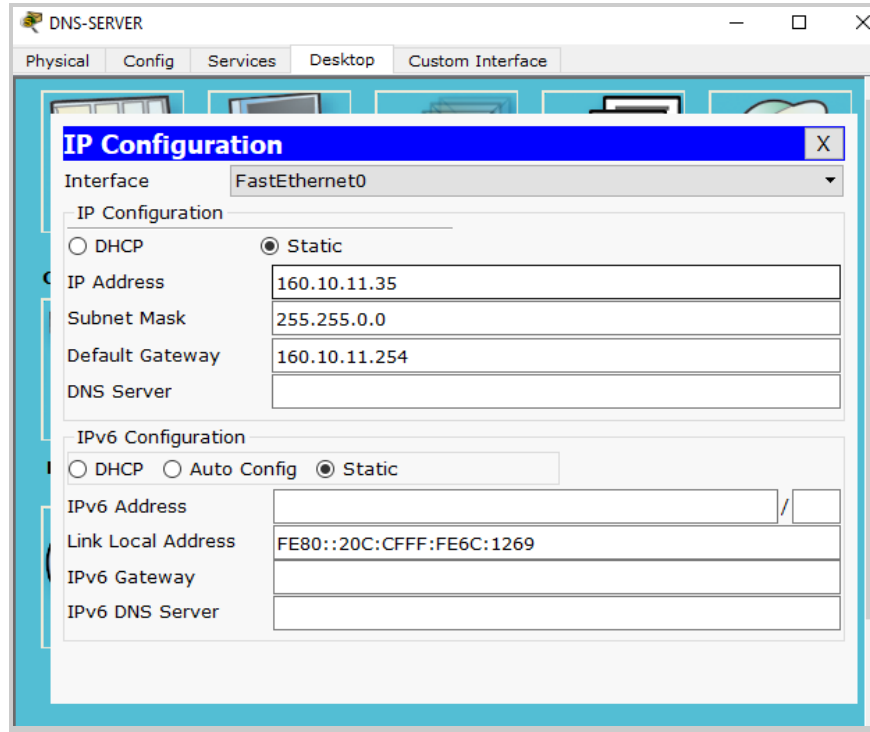 DNS-SERVER
Physical Config Services Desktop Custom Interface
IP Configuration X
Interface FastEthernet0
IP Configuration
DHCP Static
IP Address 160.10.11.35
Subnet Mask 255.255.0.0
Default Gateway 160.10.11.254
DNS Server
IPv6 Configuration
DHCP Auto Config Static
IPv6 Address /
Link Local Address FE80::20C:CFFF:FE6C:1269
IPv6 Gateway
IPv6 DNS Server